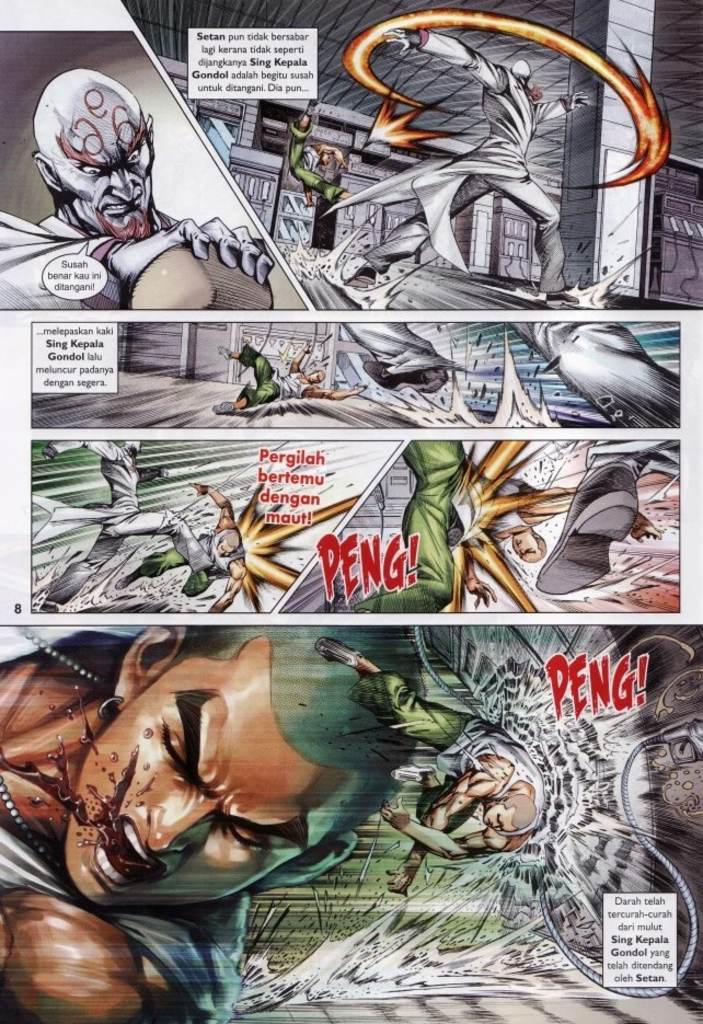 Setan pun tidak bersabar
lagi kerana tidak seperti
dijangkanya Sing Kepala
Gondol adalah begitu susah
untuk ditangani. Dia pun...
Susah
benar kau ini
ditangani!
...melepaskan kaki
Sing Kepala
Gondol lalu
meluncur padanya
dengan segera.
Pergilah
bertemu
dengan
maut!
PENG!
8
PENG!
Darah telah
tercurah-curah
dari mulut
Sing Kepala
Gondol yang
telah ditendang
oleh Setan.